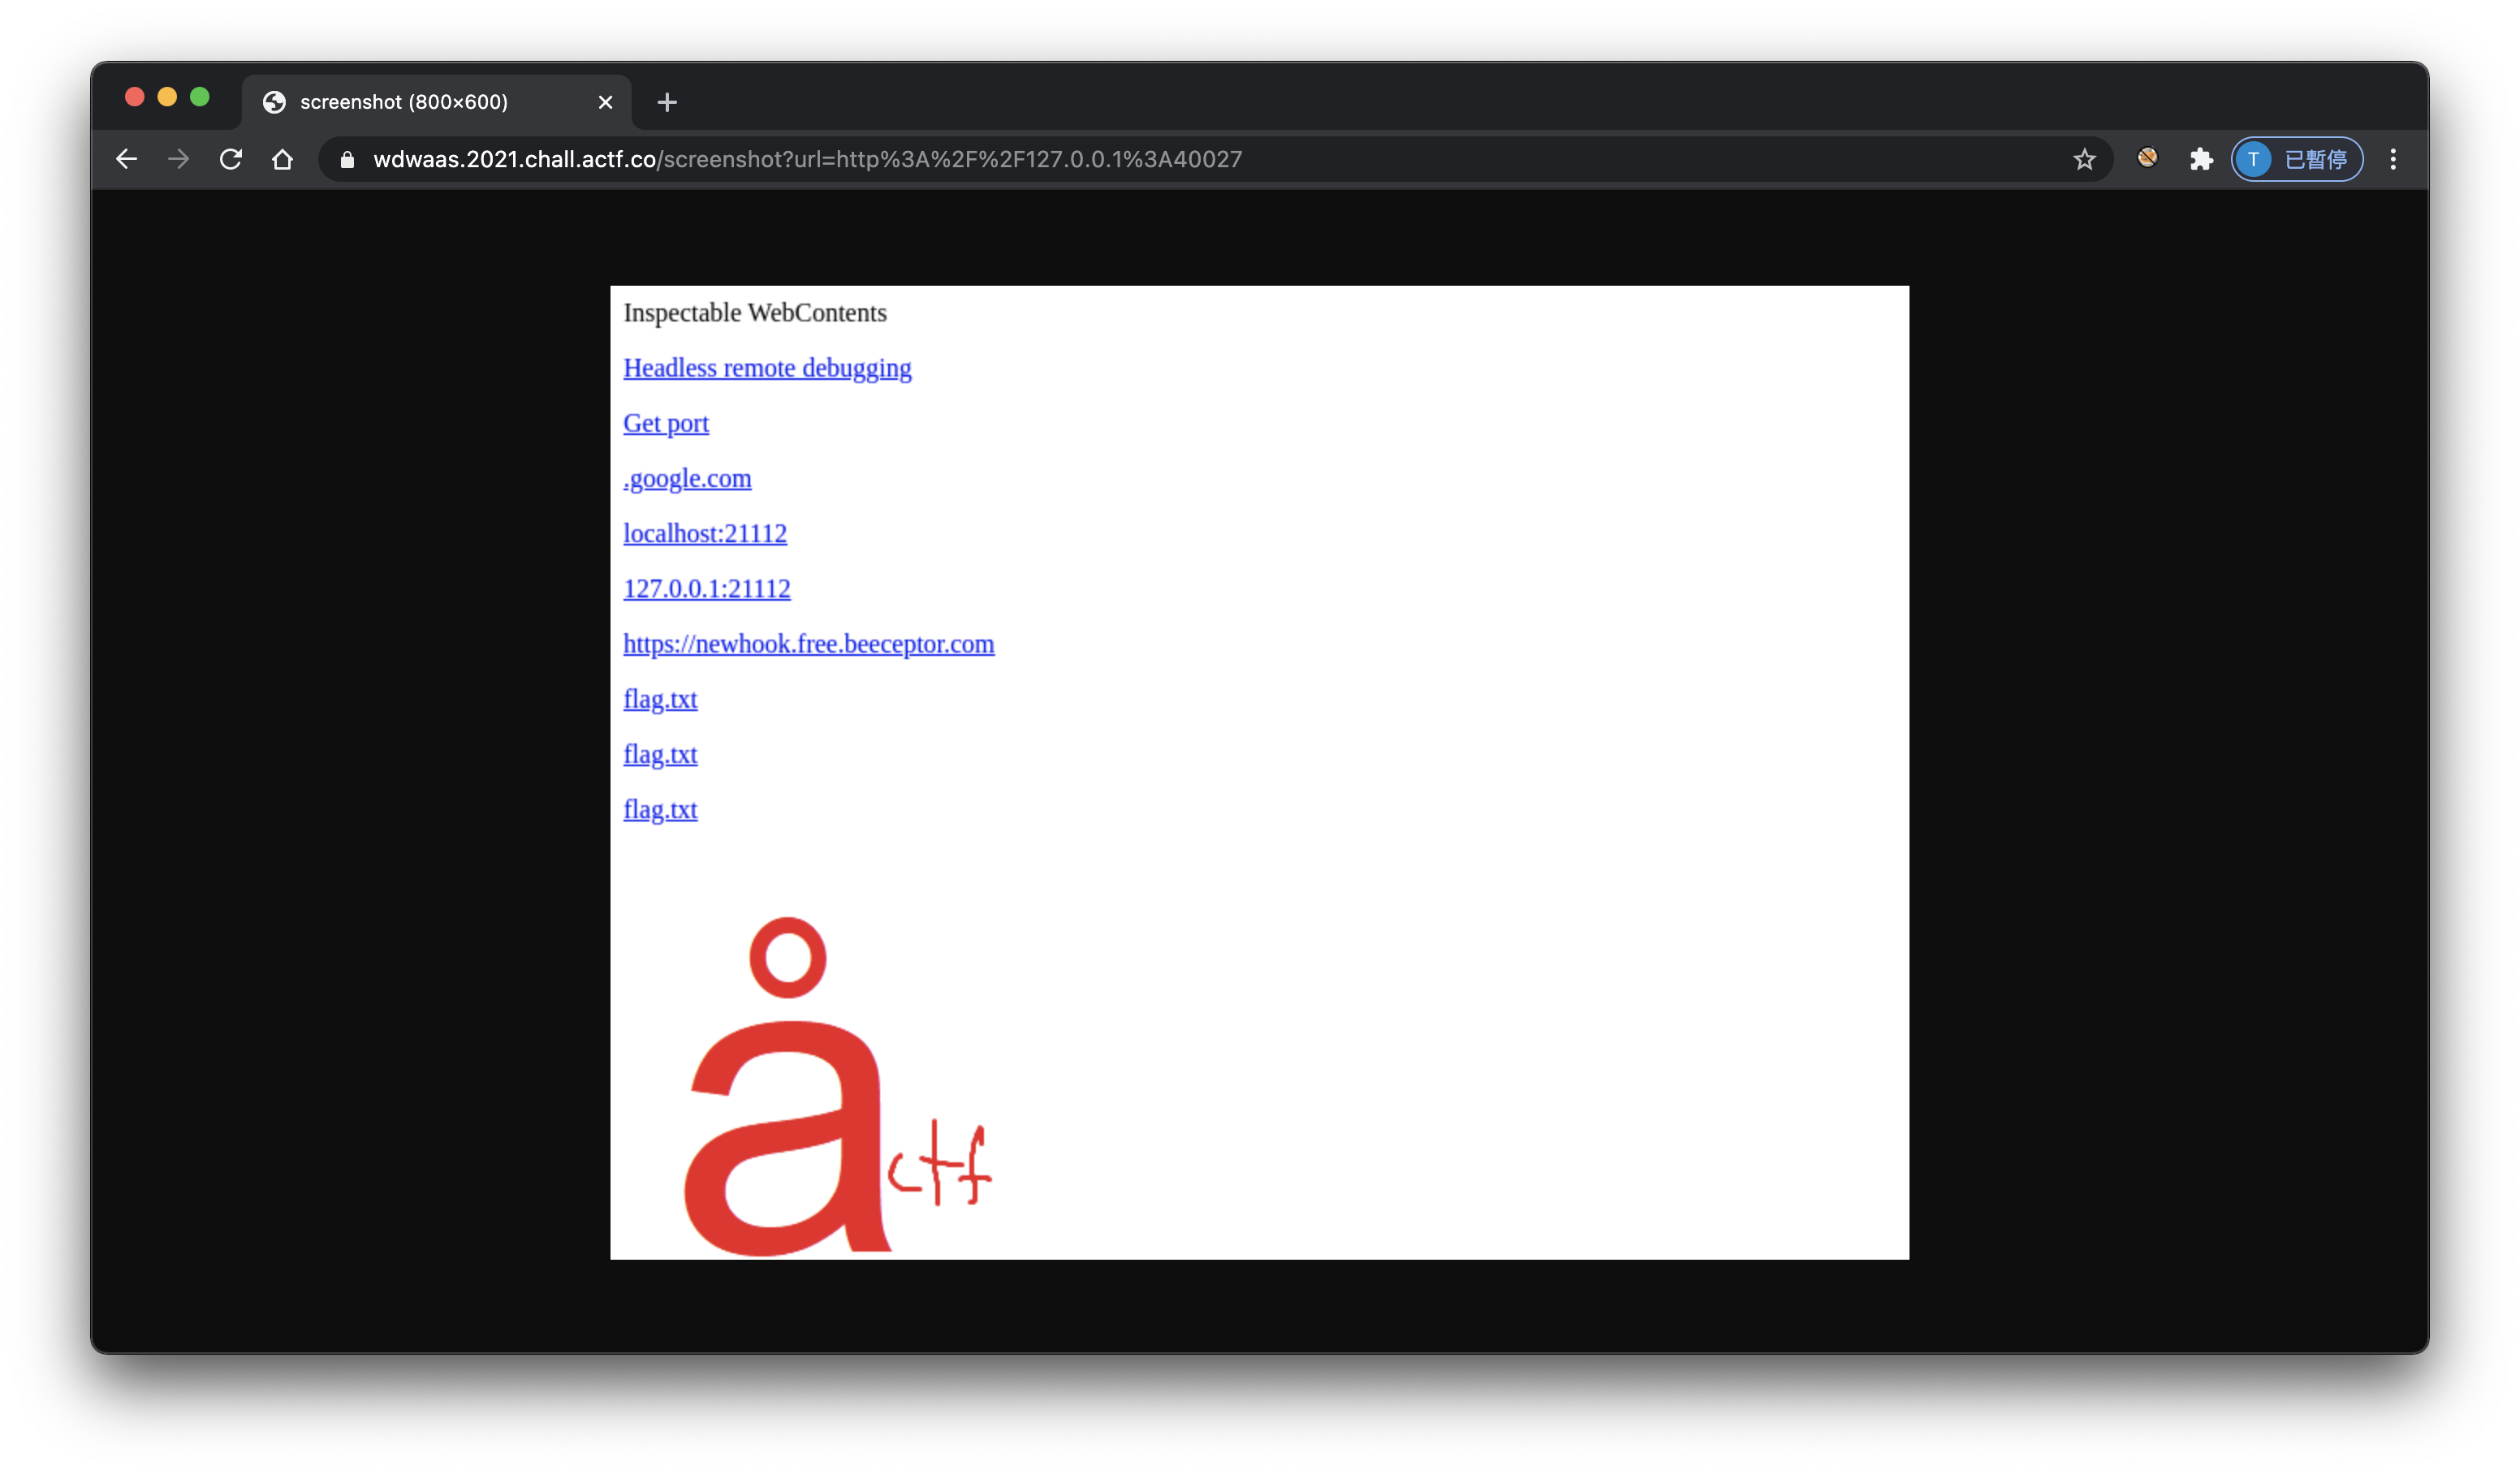 screenshot (800×600)
wdwaas.2021.chall.actf.co/screenshot?url=http%3A%2F%2F127.0.0.1%3A40027
T 已暫停
Inspectable WebContents
Headless remote debugging
Get port
.google.com
localhost:21112
127.0.0.1:21112
https://newhook.free.beeceptor.com
flag.txt
flag.txt
flag.txt
å ctf